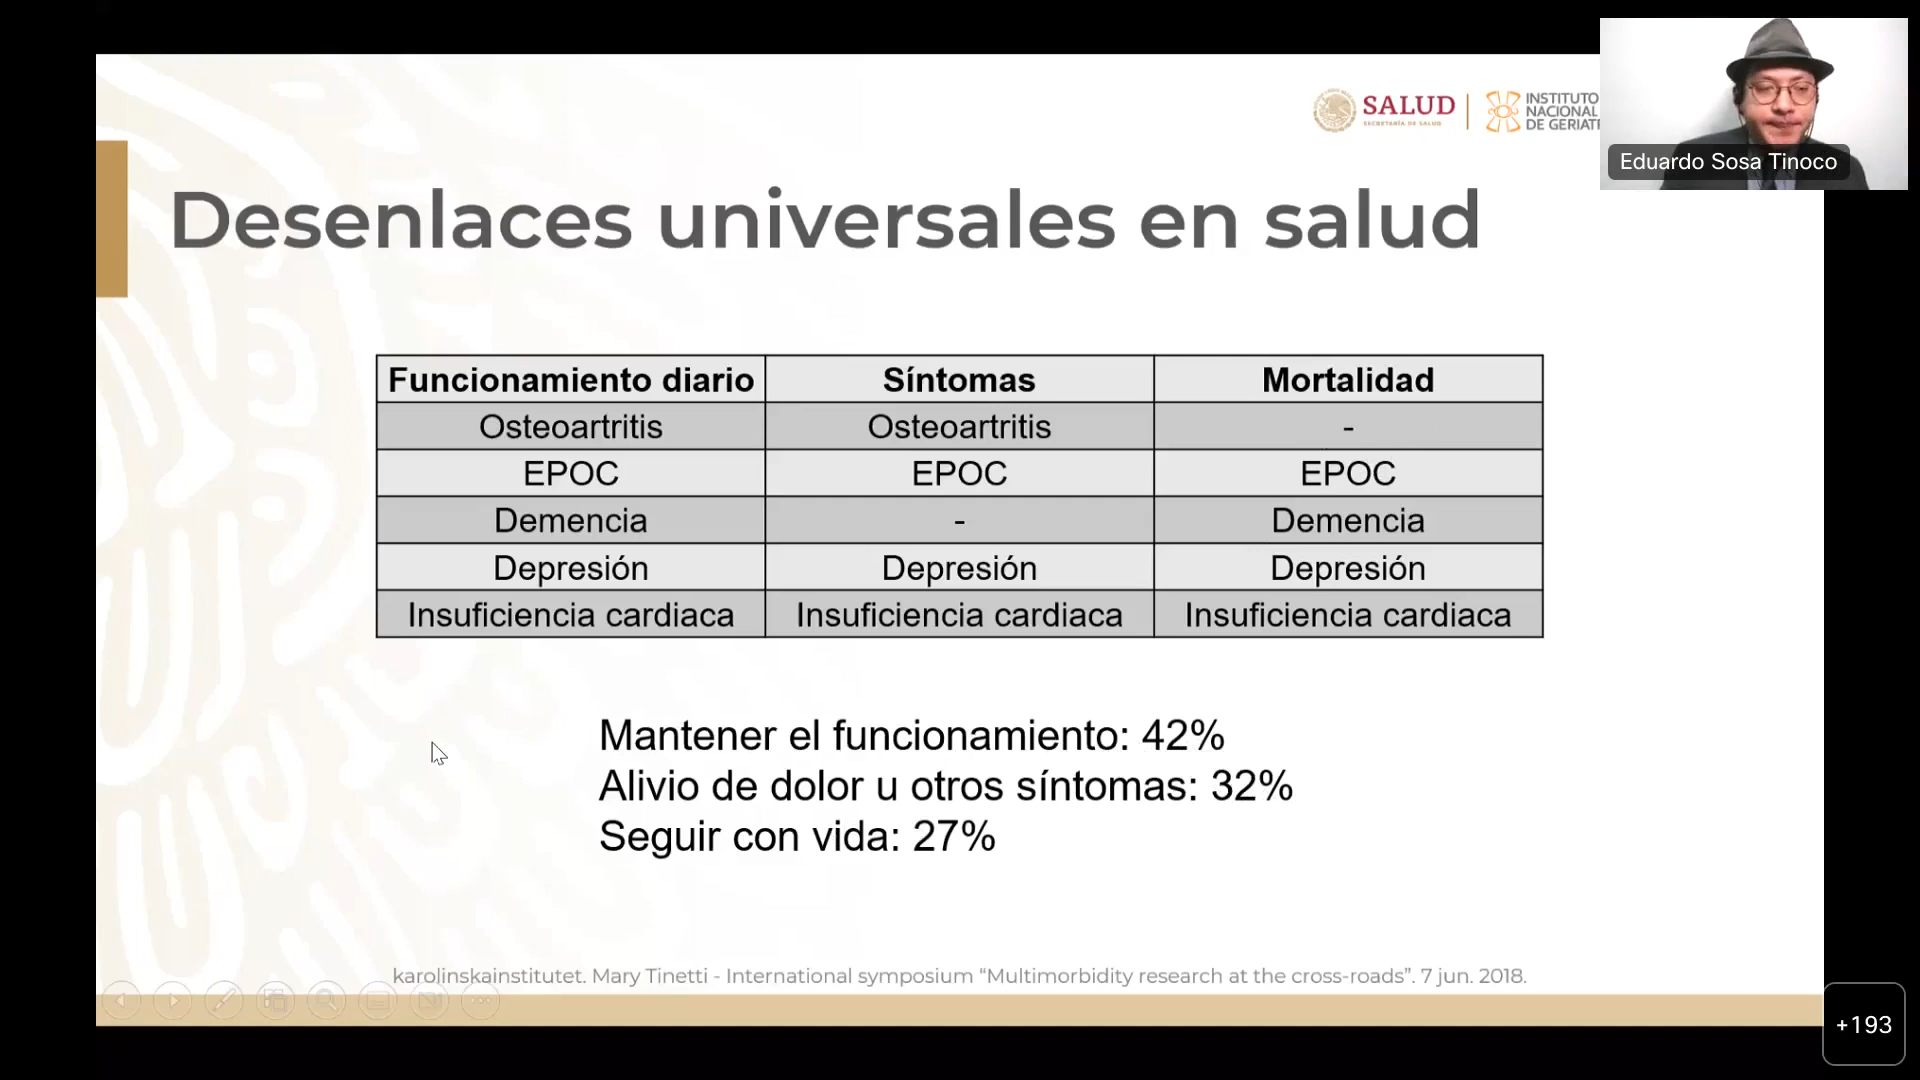 SALUD
SECRETARÍA DE SALUD
INSTITUTO
NACIONAL
DE GERIAT
Eduardo Sosa Tinoco
Desenlaces universales en salud
Funcionamiento diario Síntomas Mortalidad
Osteoartritis Osteoartritis -
EPOC EPOC EPOC
Demencia - Demencia
Depresión Depresión Depresión
Insuficiencia cardiaca Insuficiencia cardiaca Insuficiencia cardiaca
Mantener el funcionamiento: 42%
Alivio de dolor u otros síntomas: 32%
Seguir con vida: 27%
karolinskainstitutet. Mary Tinetti - International symposium “Multimorbidity research at the cross-roads”. 7 jun. 2018.
+193